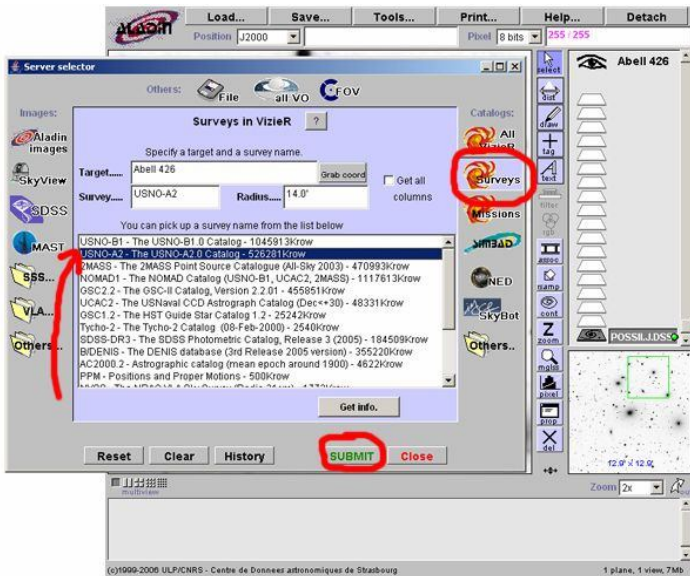 Aladin
Load... Save... Tools... Print... Help... Detach
Position J2000 Pixel 8 bits 255 / 255
Server selector
Others: File all VO FOV
Images:
Aladin images
SkyView
SDSS
MAST
SSS...
VLA...
Others..
Surveys in VizieR ?
Specify a target and a survey name.
Target..... Abell 426 Grab coord
Survey..... USNO-A2 Radius..... 14.0'
Get all columns
You can pick up a survey name from the list below
USNO-B1 - The USNO-B1.0 Catalog - 1045913Krow
USNO-A2 - The USNO-A2.0 Catalog - 526281Krow
2MASS - The 2MASS Point Source Catalogue (All-Sky 2003) - 470993Krow
NOMAD1 - The NOMAD Catalog (USNO-B1, UCAC2, 2MASS) - 1117613Krow
GSC2.2 - The GSC-II Catalog, Version 2.2.01 - 455851Krow
UCAC2 - The USNaval CCD Astrograph Catalog (Dec<+30) - 48331Krow
GSC1.2 - The HST Guide Star Catalog 1.2 - 25242Krow
Tycho-2 - The Tycho-2 Catalog (08-Feb-2000) - 2540Krow
SDSS-DR3 - The SDSS Photometric Catalog, Release 3 (2005) - 184509Krow
B/DENIS - The DENIS database (3rd Release 2005 version) - 355220Krow
AC2000.2 - Astrographic catalog (mean epoch around 1900) - 4622Krow
PPM - Positions and Proper Motions - 500Krow
Get info.
Reset Clear History SUBMIT Close
Catalogs:
All VizieR
Surveys
Missions
SIMBAD
NED
SkyBot
Others..
select
dist
draw
tag
text
filter
rgb
assoc
rsamp
cont
zoom
mglss
pixel
prop
del
Abell 426
POSSII.J.DSS
12.9' x 12.9'
Zoom 2x
multiview
(c)1999-2006 ULP/CNRS - Centre de Donnees astronomiques de Strasbourg
1 plane, 1 view, 7Mb